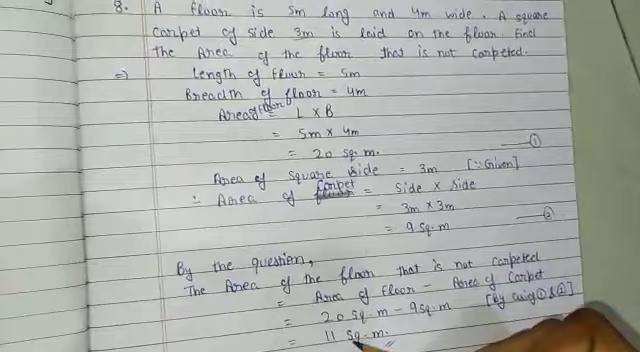 8. A floor is 5m long and 4m wide. A square
carpet of side 3m is laid on the floor. Find
the Area of the floor that is not carpeted.
⇒ Length of floor = 5m
Breadth of floor = 4m
Area of floor = L × B
= 5m × 4m
= 20 sq.m. ①
Area of square side = 3m [∵ Given]
∴ Area of carpet = side × side
= 3m × 3m
= 9 sq.m ②
By the question,
The Area of the floor that is not carpeted
= Area of floor - Area of carpet
= 20 sq.m - 9 sq.m [by using ① & ②]
= 11 sq.m.